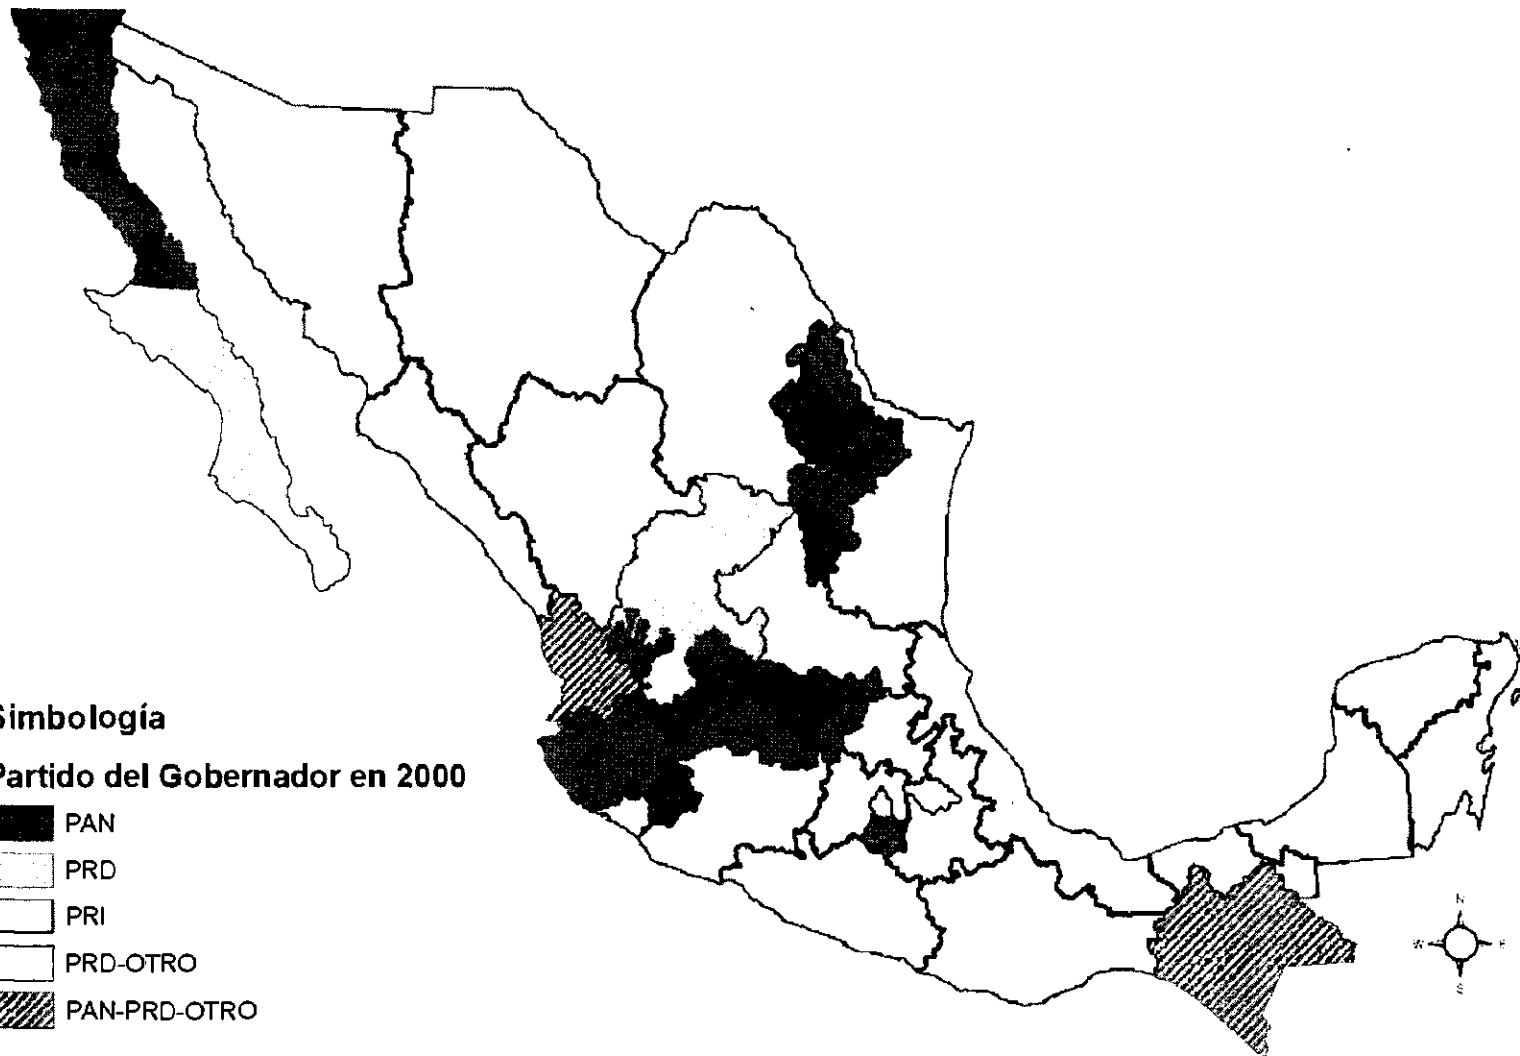 Simbología
Partido del Gobernador en 2000
PAN
PRD
PRI
PRD-OTRO
PAN-PRD-OTRO
N
W
E
S